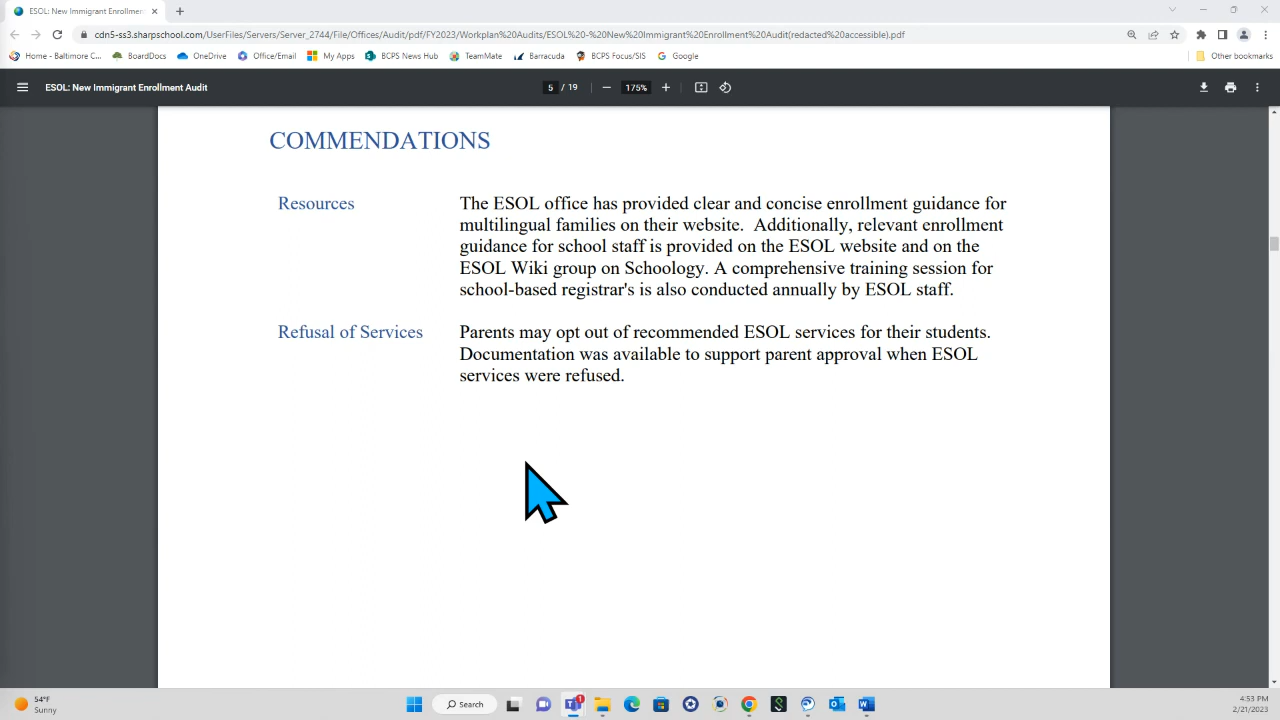 ESOL: New Immigrant Enrollmen
cdn5-ss3.sharpschool.com/UserFiles/Servers/Server_2744/File/Offices/Audit/pdf/FY2023/Workplan%20Audits/ESOL%20-%20New%20Immigrant%20Enrollment%20Audit(redacted%20accessible).pdf
Home - Baltimore C... BoardDocs OneDrive Office/Email My Apps BCPS News Hub TeamMate Barracuda BCPS Focus/SIS Google Other bookmarks
ESOL: New Immigrant Enrollment Audit 5 / 19 175%
COMMENDATIONS
Resources The ESOL office has provided clear and concise enrollment guidance for
multilingual families on their website. Additionally, relevant enrollment
guidance for school staff is provided on the ESOL website and on the
ESOL Wiki group on Schoology. A comprehensive training session for
school-based registrar's is also conducted annually by ESOL staff.
Refusal of Services Parents may opt out of recommended ESOL services for their students.
Documentation was available to support parent approval when ESOL
services were refused.
54°F
Sunny
Search
4:53 PM
2/21/2023